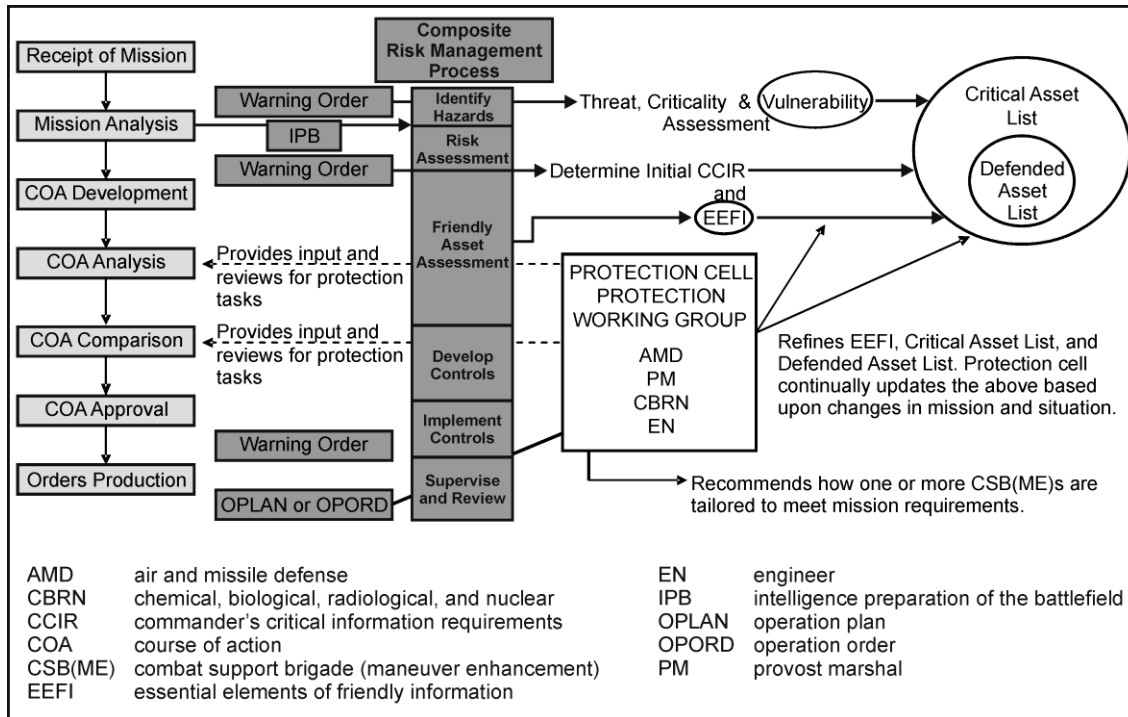 Receipt of Mission
Mission Analysis
COA Development
COA Analysis
COA Comparison
COA Approval
Orders Production
Warning Order
IPB
Warning Order
Provides input and
reviews for protection
tasks
Provides input and
reviews for protection
tasks
Warning Order
OPLAN or OPORD
Composite
Risk Management
Process
Identify
Hazards
Risk
Assessment
Friendly
Asset
Assessment
Develop
Controls
Implement
Controls
Supervise
and Review
Threat, Criticality & Vulnerability
Assessment
Determine Initial CCIR
and
EEFI
Critical Asset
List
Defended
Asset
List
PROTECTION CELL
PROTECTION
WORKING GROUP
AMD
PM
CBRN
EN
Refines EEFI, Critical Asset List, and
Defended Asset List. Protection cell
continually updates the above based
upon changes in mission and situation.
Recommends how one or more CSB(ME)s are
tailored to meet mission requirements.
AMD air and missile defense
CBRN chemical, biological, radiological, and nuclear
CCIR commander's critical information requirements
COA course of action
CSB(ME) combat support brigade (maneuver enhancement)
EEFI essential elements of friendly information
EN engineer
IPB intelligence preparation of the battlefield
OPLAN operation plan
OPORD operation order
PM provost marshal